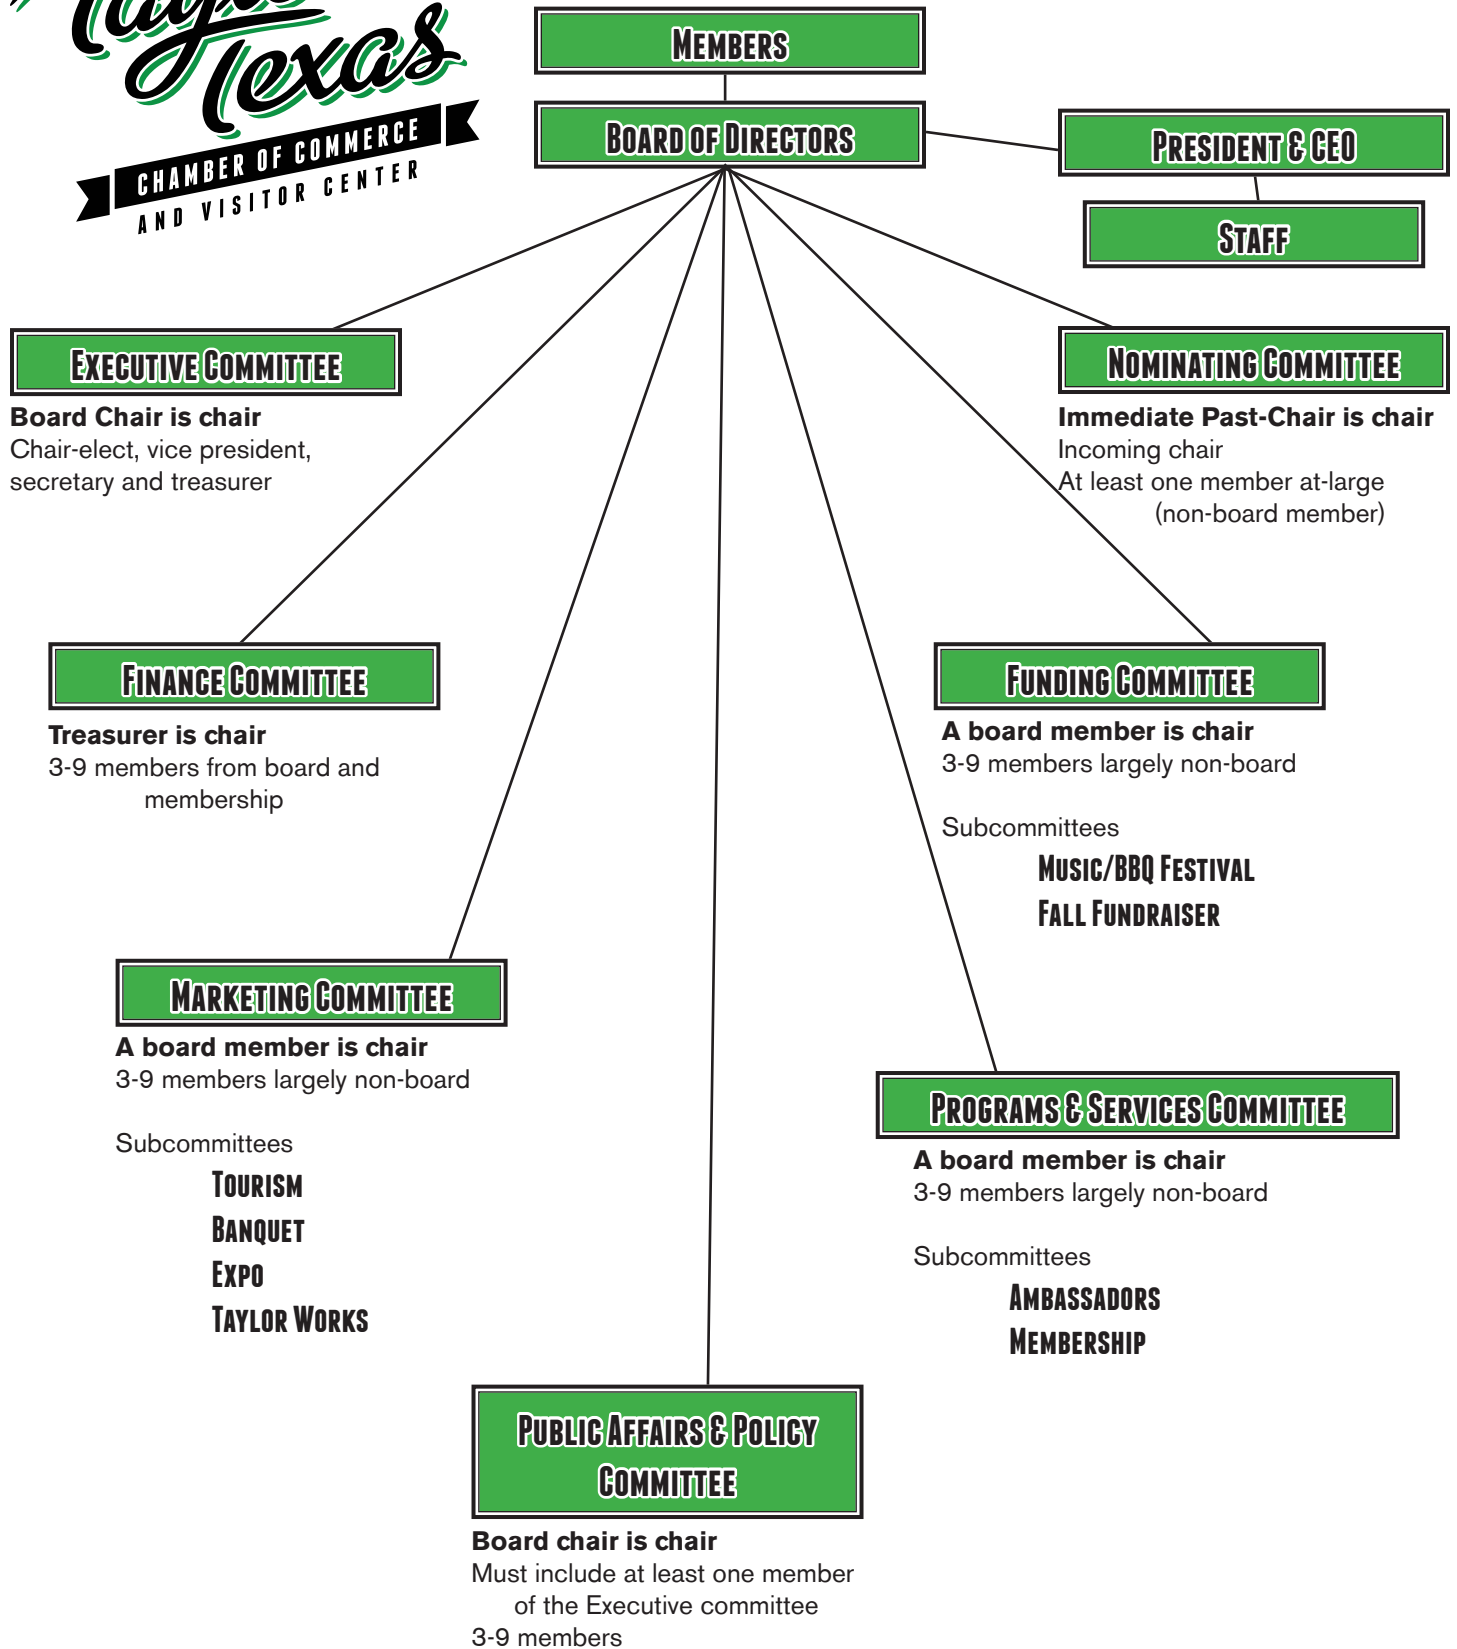 Texas
CHAMBER OF COMMERCE
AND VISITOR CENTER
MEMBERS
BOARD OF DIRECTORS
PRESIDENT & CEO
STAFF
EXECUTIVE COMMITTEE
Board Chair is chair
Chair-elect, vice president,
secretary and treasurer
NOMINATING COMMITTEE
Immediate Past-Chair is chair
Incoming chair
At least one member at-large
(non-board member)
FINANCE COMMITTEE
Treasurer is chair
3-9 members from board and
membership
FUNDING COMMITTEE
A board member is chair
3-9 members largely non-board
Subcommittees
MUSIC/BBQ FESTIVAL
FALL FUNDRAISER
MARKETING COMMITTEE
A board member is chair
3-9 members largely non-board
Subcommittees
TOURISM
BANQUET
EXPO
TAYLOR WORKS
PROGRAMS & SERVICES COMMITTEE
A board member is chair
3-9 members largely non-board
Subcommittees
AMBASSADORS
MEMBERSHIP
PUBLIC AFFAIRS & POLICY
COMMITTEE
Board chair is chair
Must include at least one member
of the Executive committee
3-9 members